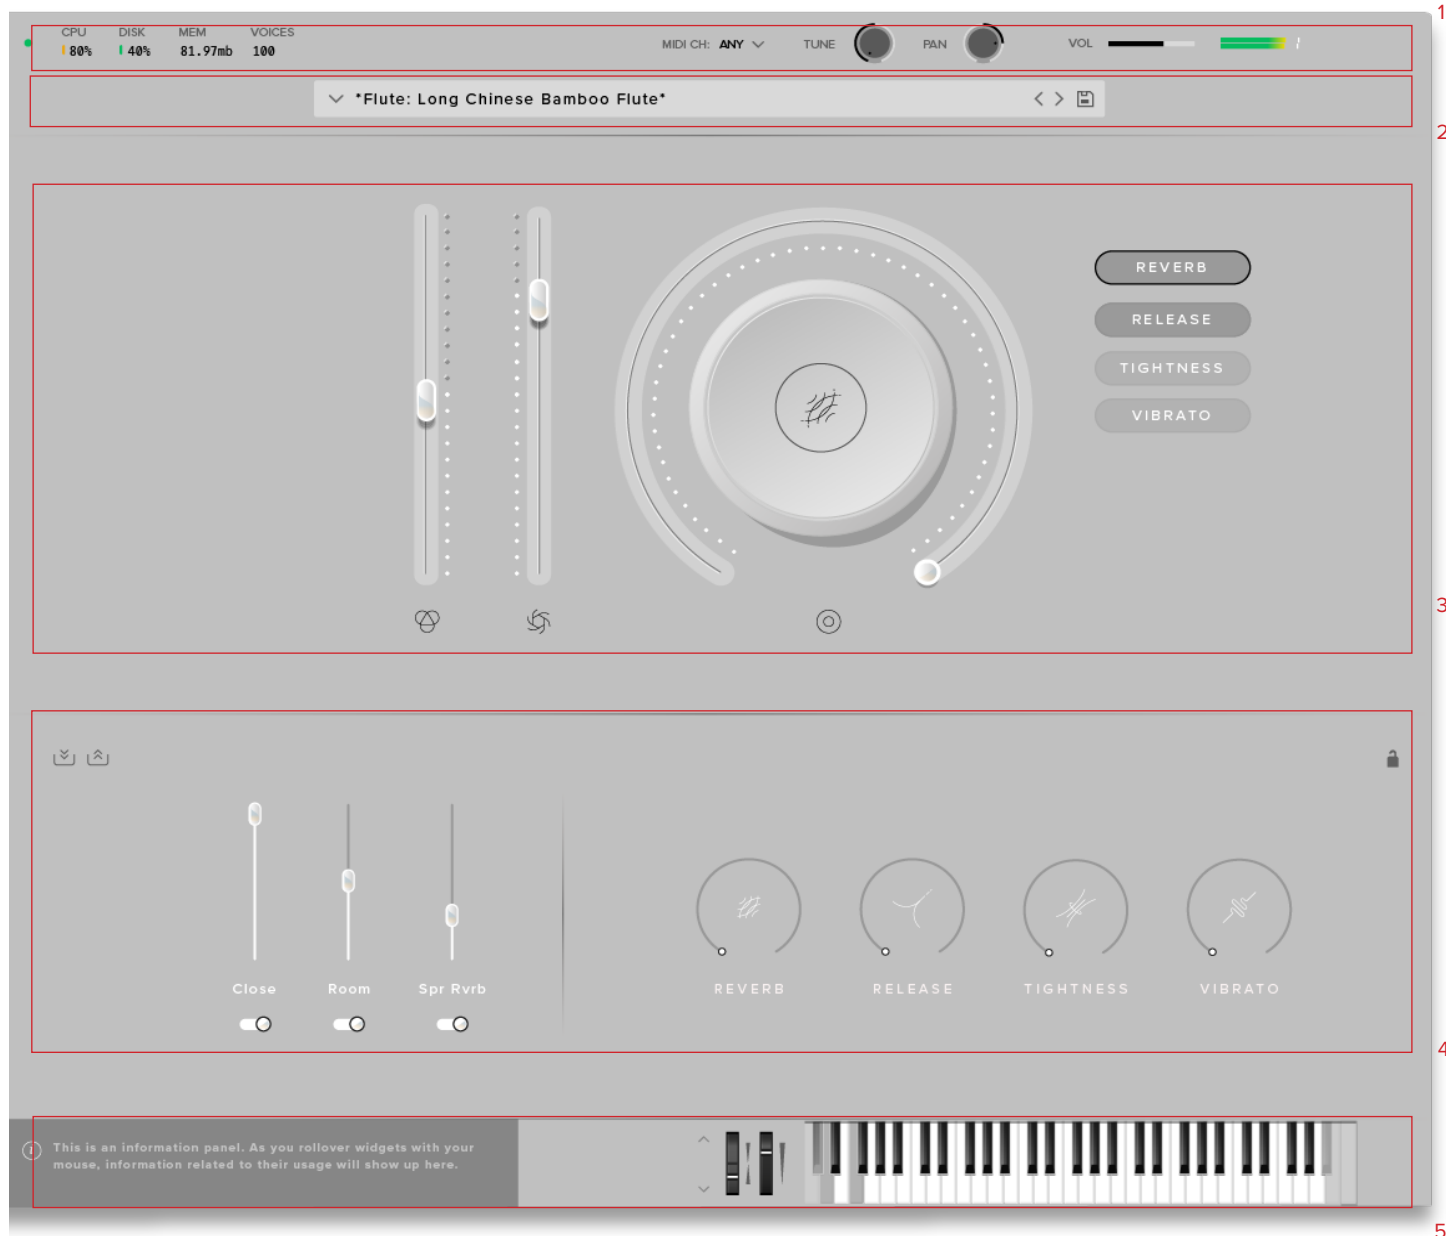 1
CPU DISK MEM VOICES
80% 40% 81.97mb 100
MIDI CH: ANY TUNE PAN VOL
*Flute: Long Chinese Bamboo Flute*
2
REVERB
RELEASE
TIGHTNESS
VIBRATO
3
Close Room Spr Rvrb
REVERB RELEASE TIGHTNESS VIBRATO
4
i This is an information panel. As you rollover widgets with your
mouse, information related to their usage will show up here.
5